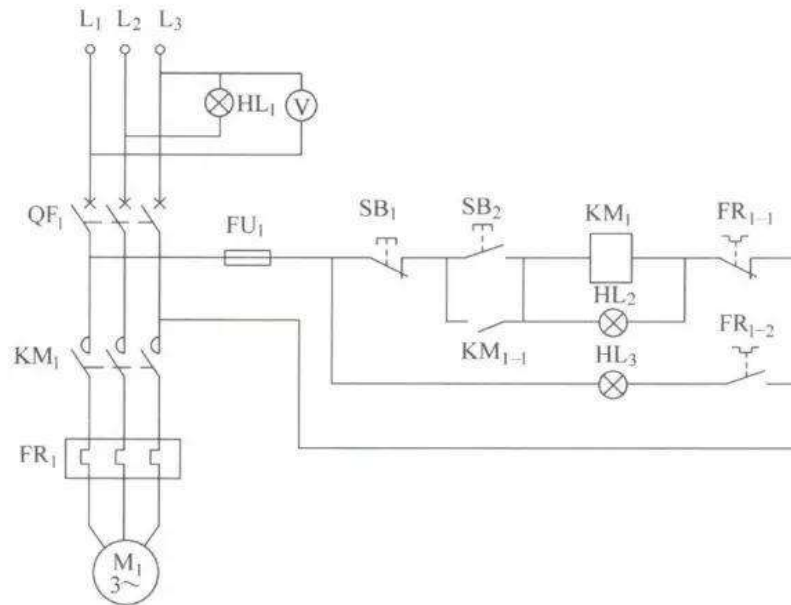 L₁ L₂ L₃
HL₁ V
QF₁ FU₁ SB₁ SB₂ KM₁ FR₁₋₁
HL₂
KM₁ KM₁₋₁ HL₃ FR₁₋₂
FR₁
M₁
3~